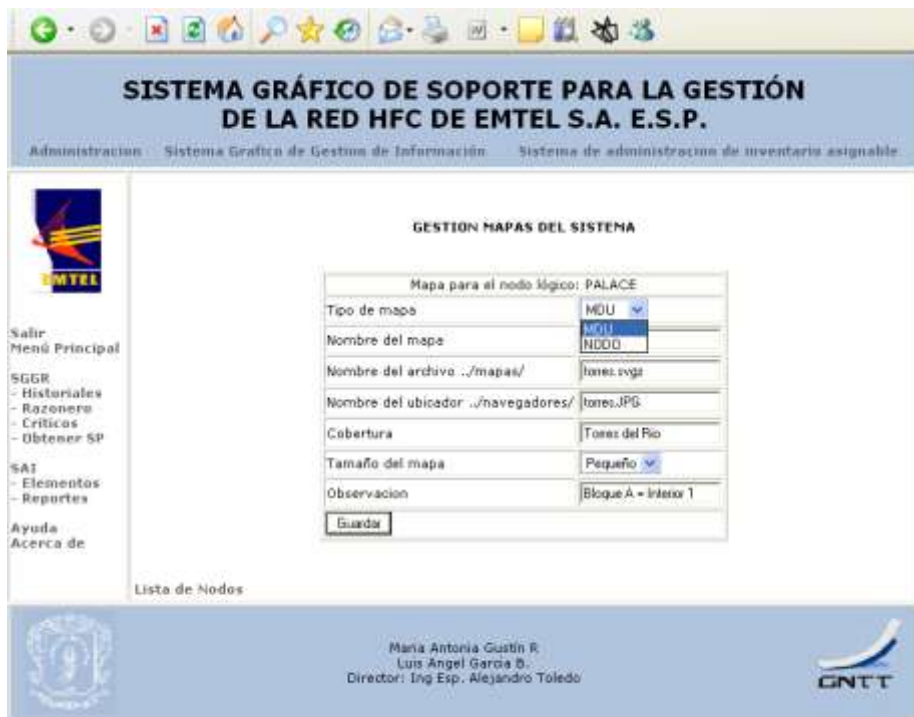 SISTEMA GRÁFICO DE SOPORTE PARA LA GESTIÓN
DE LA RED HFC DE EMTEL S.A. E.S.P.
Administracion Sistema Grafico de Gestion de Información Sistema de administracion de inventario asignable
EMTEL
Salir
Menú Principal
SGGR
- Historiales
- Razonero
- Criticos
- Obtener SP
SAI
- Elementos
- Reportes
Ayuda
Acerca de
GESTION MAPAS DEL SISTEMA
Mapa para el nodo lógico: PALACE
Tipo de mapa MDU
MDU
NODO
Nombre del mapa
Nombre del archivo ../mapas/ torres.svgz
Nombre del ubicador ../navegadores/ torres.JPG
Cobertura Torres del Rio
Tamaño del mapa Pequeño
Observacion Bloque A = Interior 1
Guardar
Lista de Nodos
Maria Antonia Gustin R
Luis Angel Garcia B.
Director: Ing Esp. Alejandro Toledo
GNTT